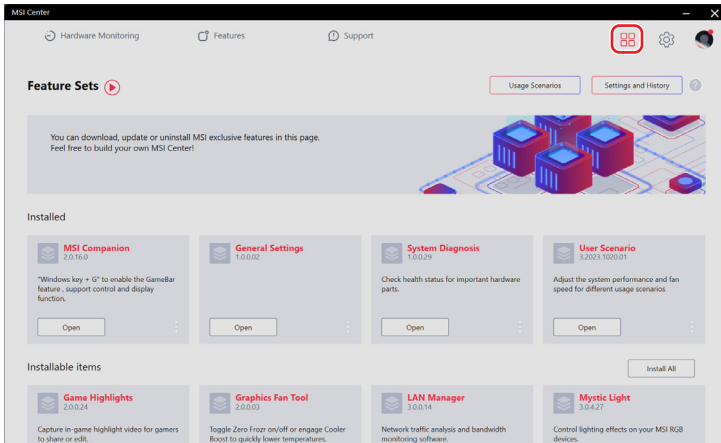 MSI Center
Hardware Monitoring
Features
Support
Feature Sets
Usage Scenarios
Settings and History
?
You can download, update or uninstall MSI exclusive features in this page.
Feel free to build your own MSI Center!
Installed
MSI Companion
2.0.16.0
"Windows key + G" to enable the GameBar
feature , support control and display
function.
Open
General Settings
1.0.0.02
Open
System Diagnosis
1.0.0.29
Check health status for important hardware
parts.
Open
User Scenario
3.2023.1020.01
Adjust the system performance and fan
speed for different usage scenarios
Open
Installable items
Install All
Game Highlights
2.0.0.24
Capture in-game highlight video for gamers
to share or edit.
Graphics Fan Tool
2.0.0.03
Toggle Zero Frozr on/off or engage Cooler
Boost to quickly lower temperatures.
LAN Manager
3.0.0.14
Network traffic analysis and bandwidth
monitoring software.
Mystic Light
3.0.4.27
Control lighting effects on your MSI RGB
devices.